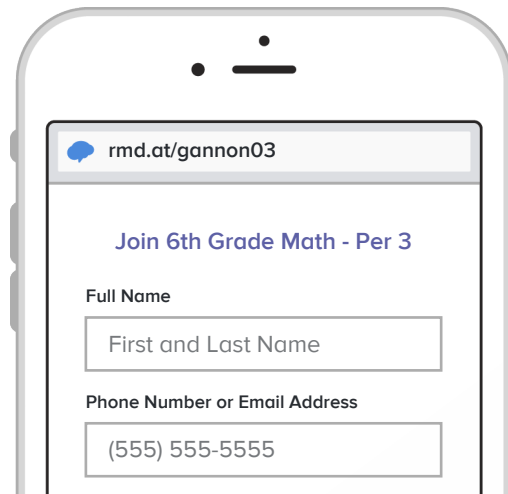 rmd.at/gannon03
Join 6th Grade Math - Per 3
Full Name
First and Last Name
Phone Number or Email Address
(555) 555-5555